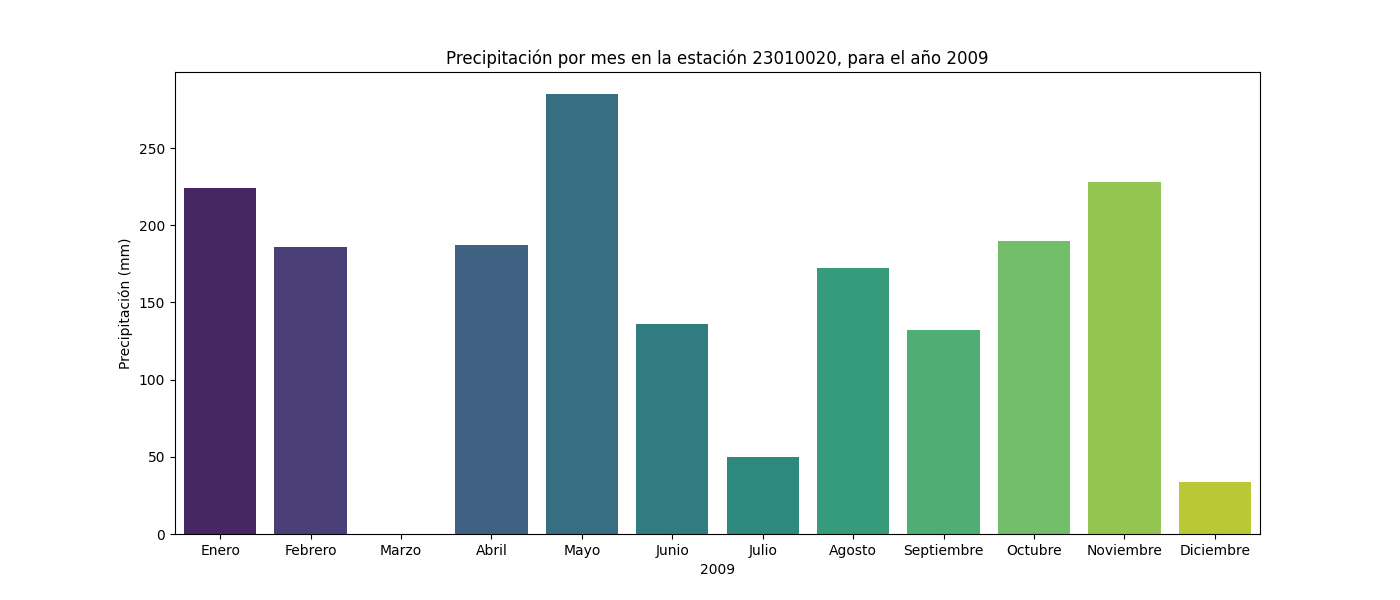 Precipitación por mes en la estación 23010020, para el año 2009
Precipitación (mm)
250
200
150
100
50
0
Enero Febrero Marzo Abril Mayo Junio Julio Agosto Septiembre Octubre Noviembre Diciembre
2009